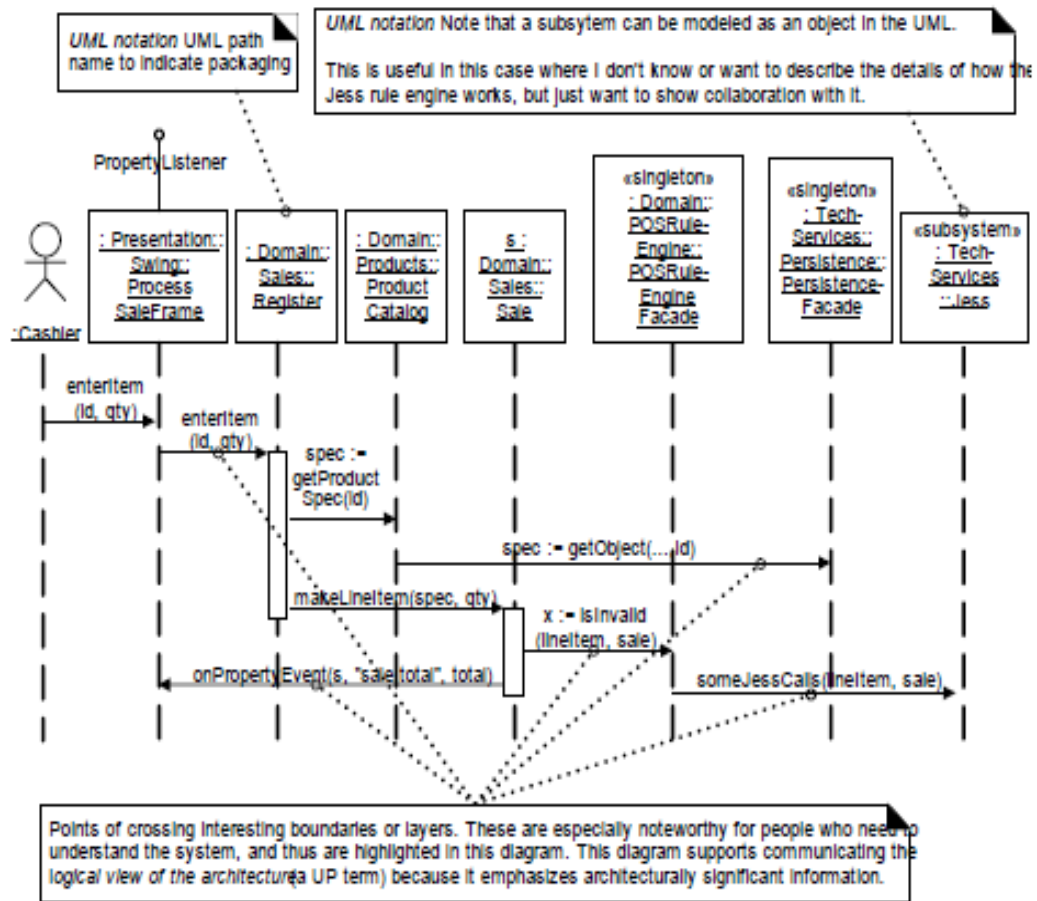 UML notation UML path
name to indicate packaging
UML notation Note that a subsytem can be modeled as an object in the UML.
This is useful in this case where I don't know or want to describe the details of how the
Jess rule engine works, but just want to show collaboration with it.
PropertyListener
:Cashier
: Presentation::
Swing::
Process
SaleFrame
: Domain::
Sales::
Register
: Domain::
Products::
Product
Catalog
s :
Domain::
Sales::
Sale
«singleton»
: Domain::
POSRule-
Engine::
POSRule-
Engine
Facade
«singleton»
: Tech-
Services::
Persistence::
Persistence-
Facade
«subsystem»
: Tech-
Services
::Jess
enterItem
(id, qty)
enterItem
(id, qty)
spec :=
getProduct
Spec(id)
spec := getObject(..., id)
makeLineItem(spec, qty)
x := isInvalid
(lineItem, sale)
onPropertyEvent(s, "sale.total", total)
someJessCalls(lineItem, sale)
Points of crossing interesting boundaries or layers. These are especially noteworthy for people who need to
understand the system, and thus are highlighted in this diagram. This diagram supports communicating the
logical view of the architecture(a UP term) because it emphasizes architecturally significant information.